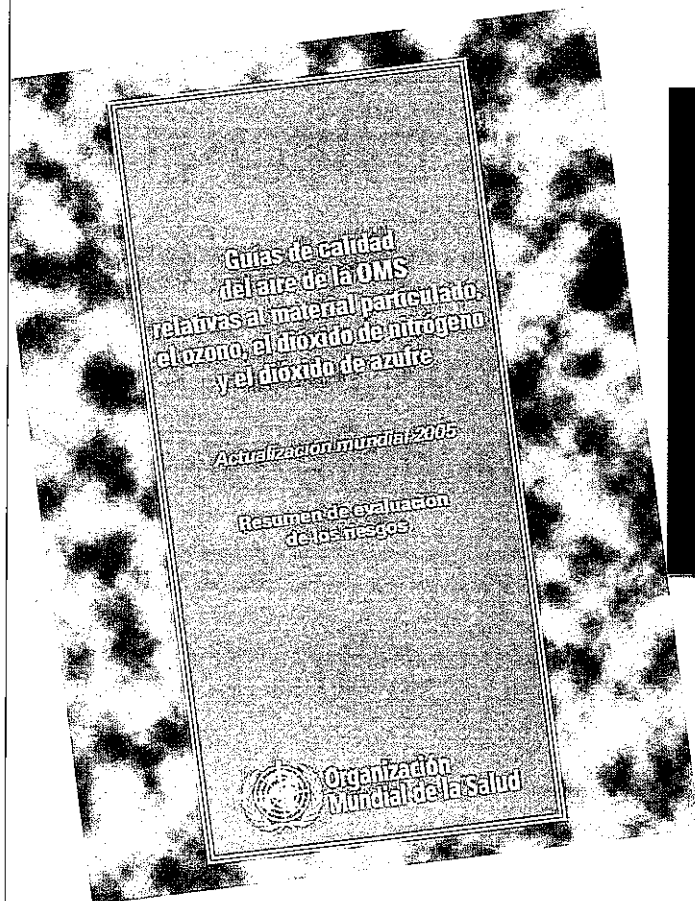 Guías de calidad
del aire de la OMS
relativas al material particulado,
el ozono, el dióxido de nitrógeno
y el dióxido de azufre
Actualización mundial 2005
Resumen de evaluación
de los riesgos
Organización
Mundial de la Salud